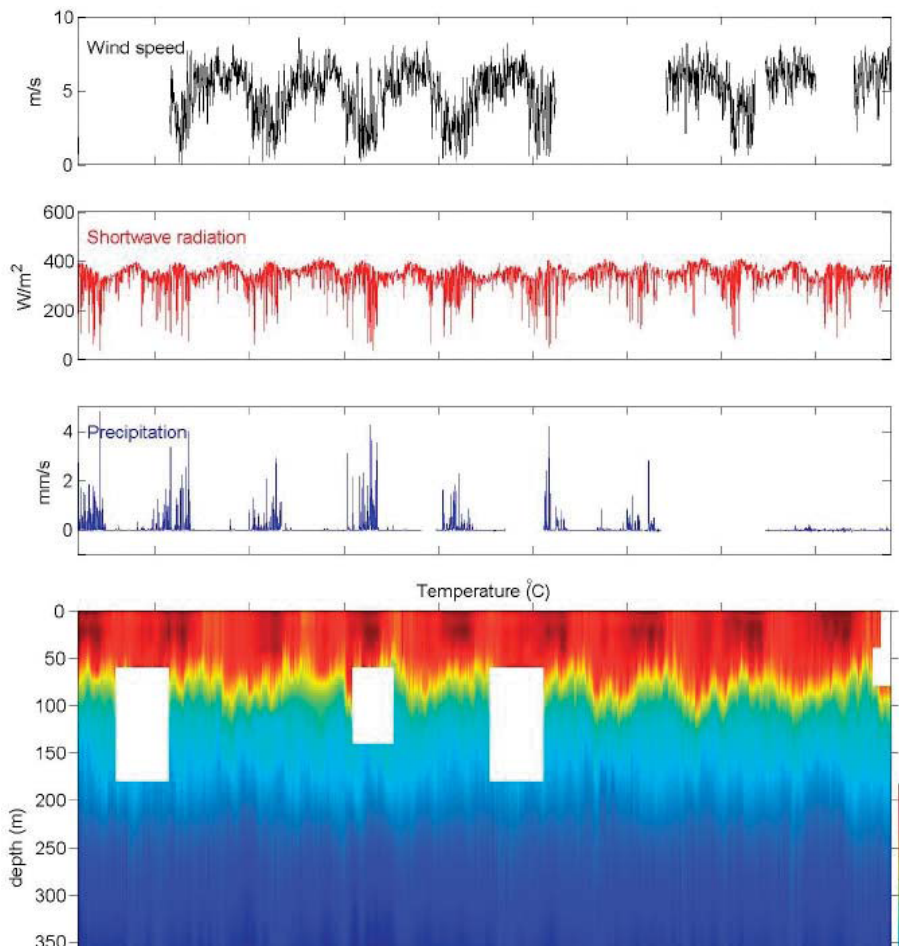 10
Wind speed
m/s
5
0
600
Shortwave radiation
400
W/m²
200
0
4
Precipitation
mm/s
2
0
Temperature (°C)
0
50
100
150
200
depth (m)
250
300
350